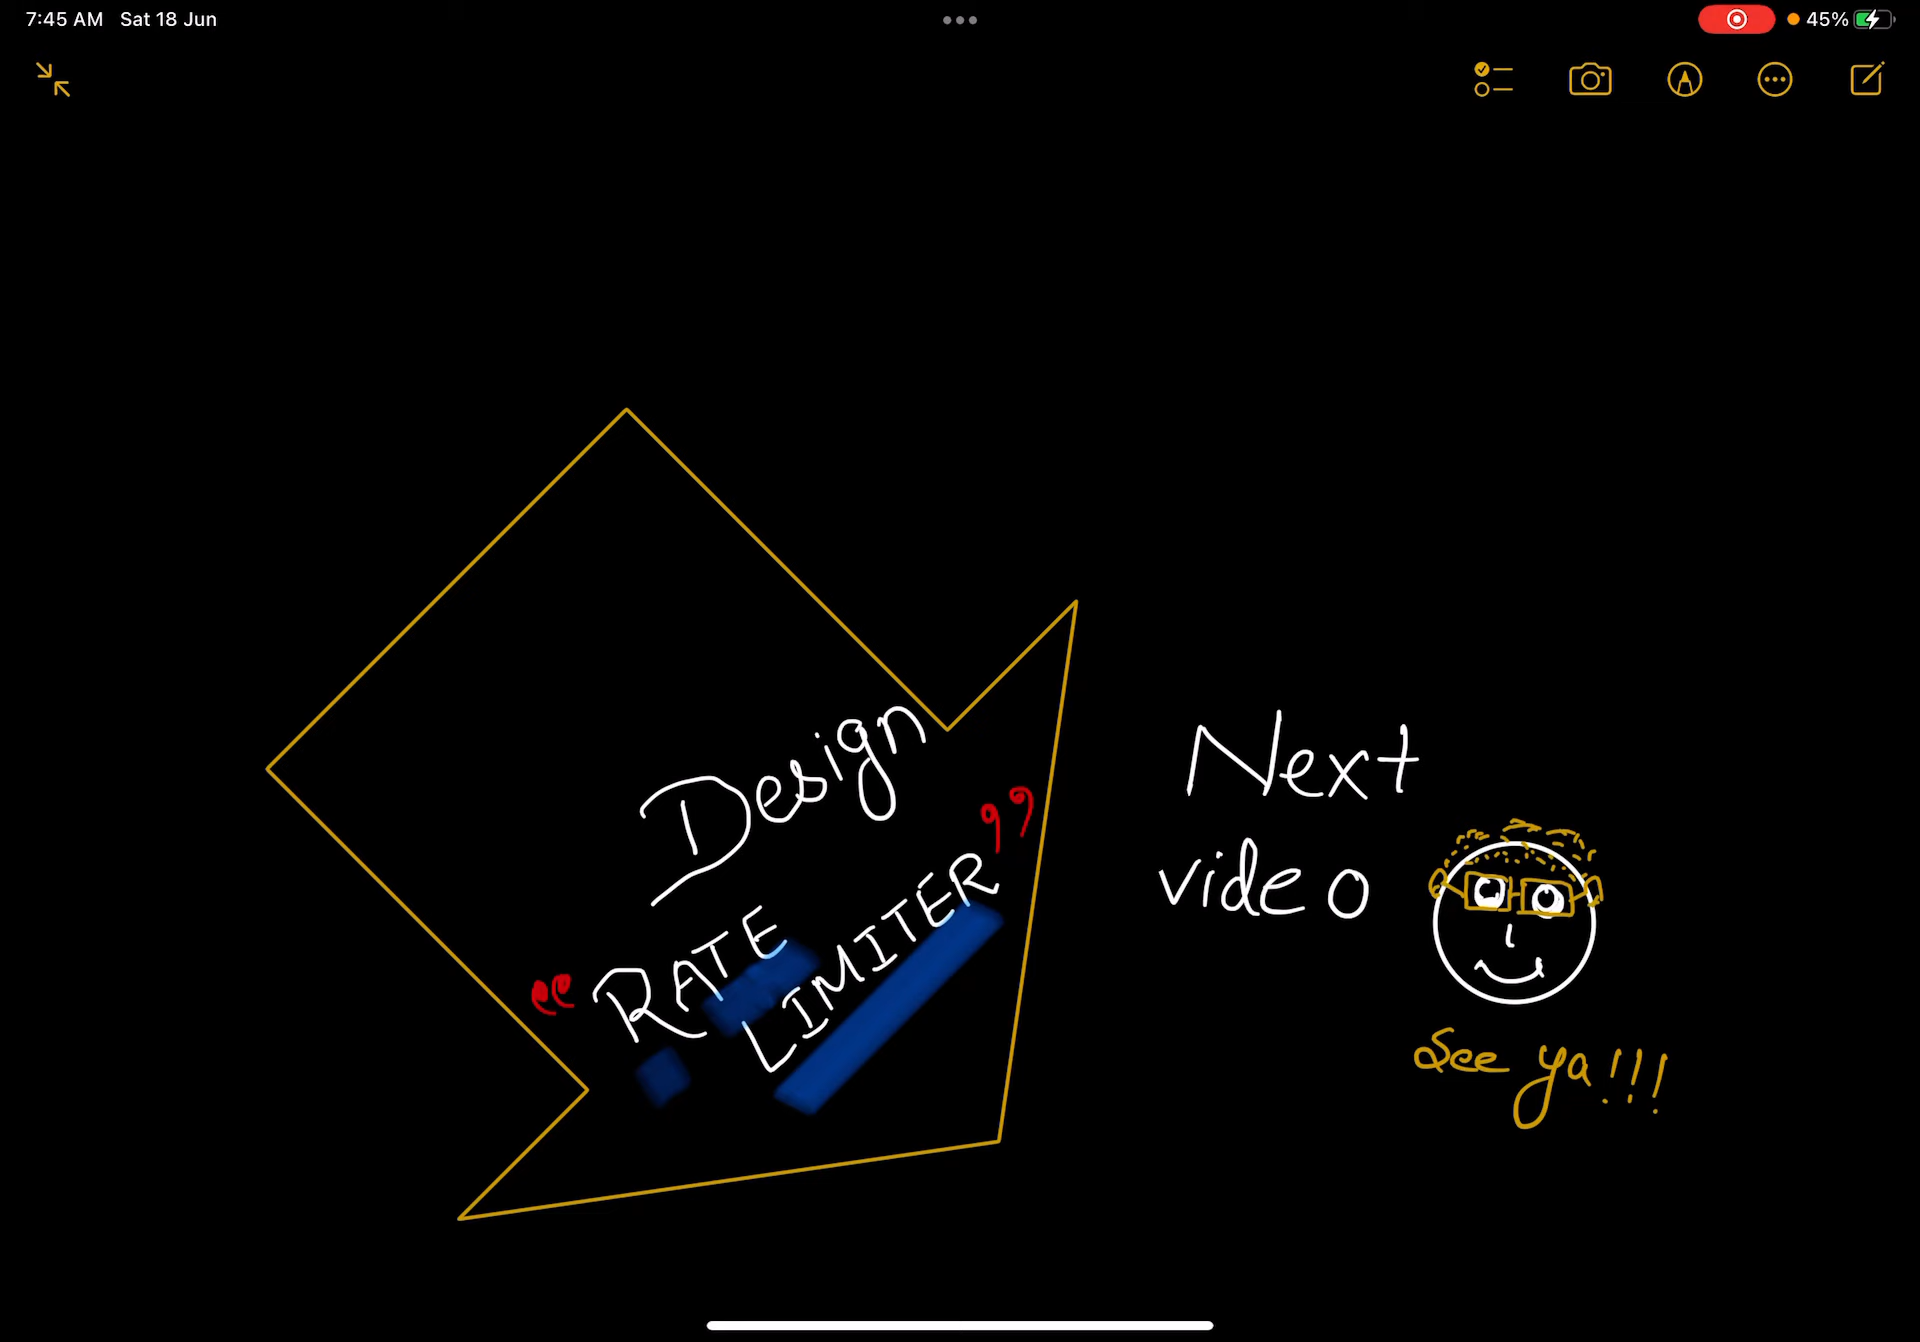 7:45 AM Sat 18 Jun
45%
Design
"RATE
LIMITER"
Next
video
See ya!!!